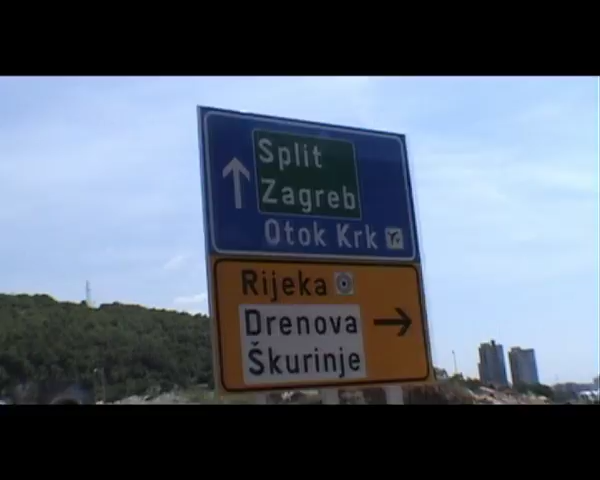 Split
Zagreb
Otok Krk
Rijeka
Drenova
Škurinje